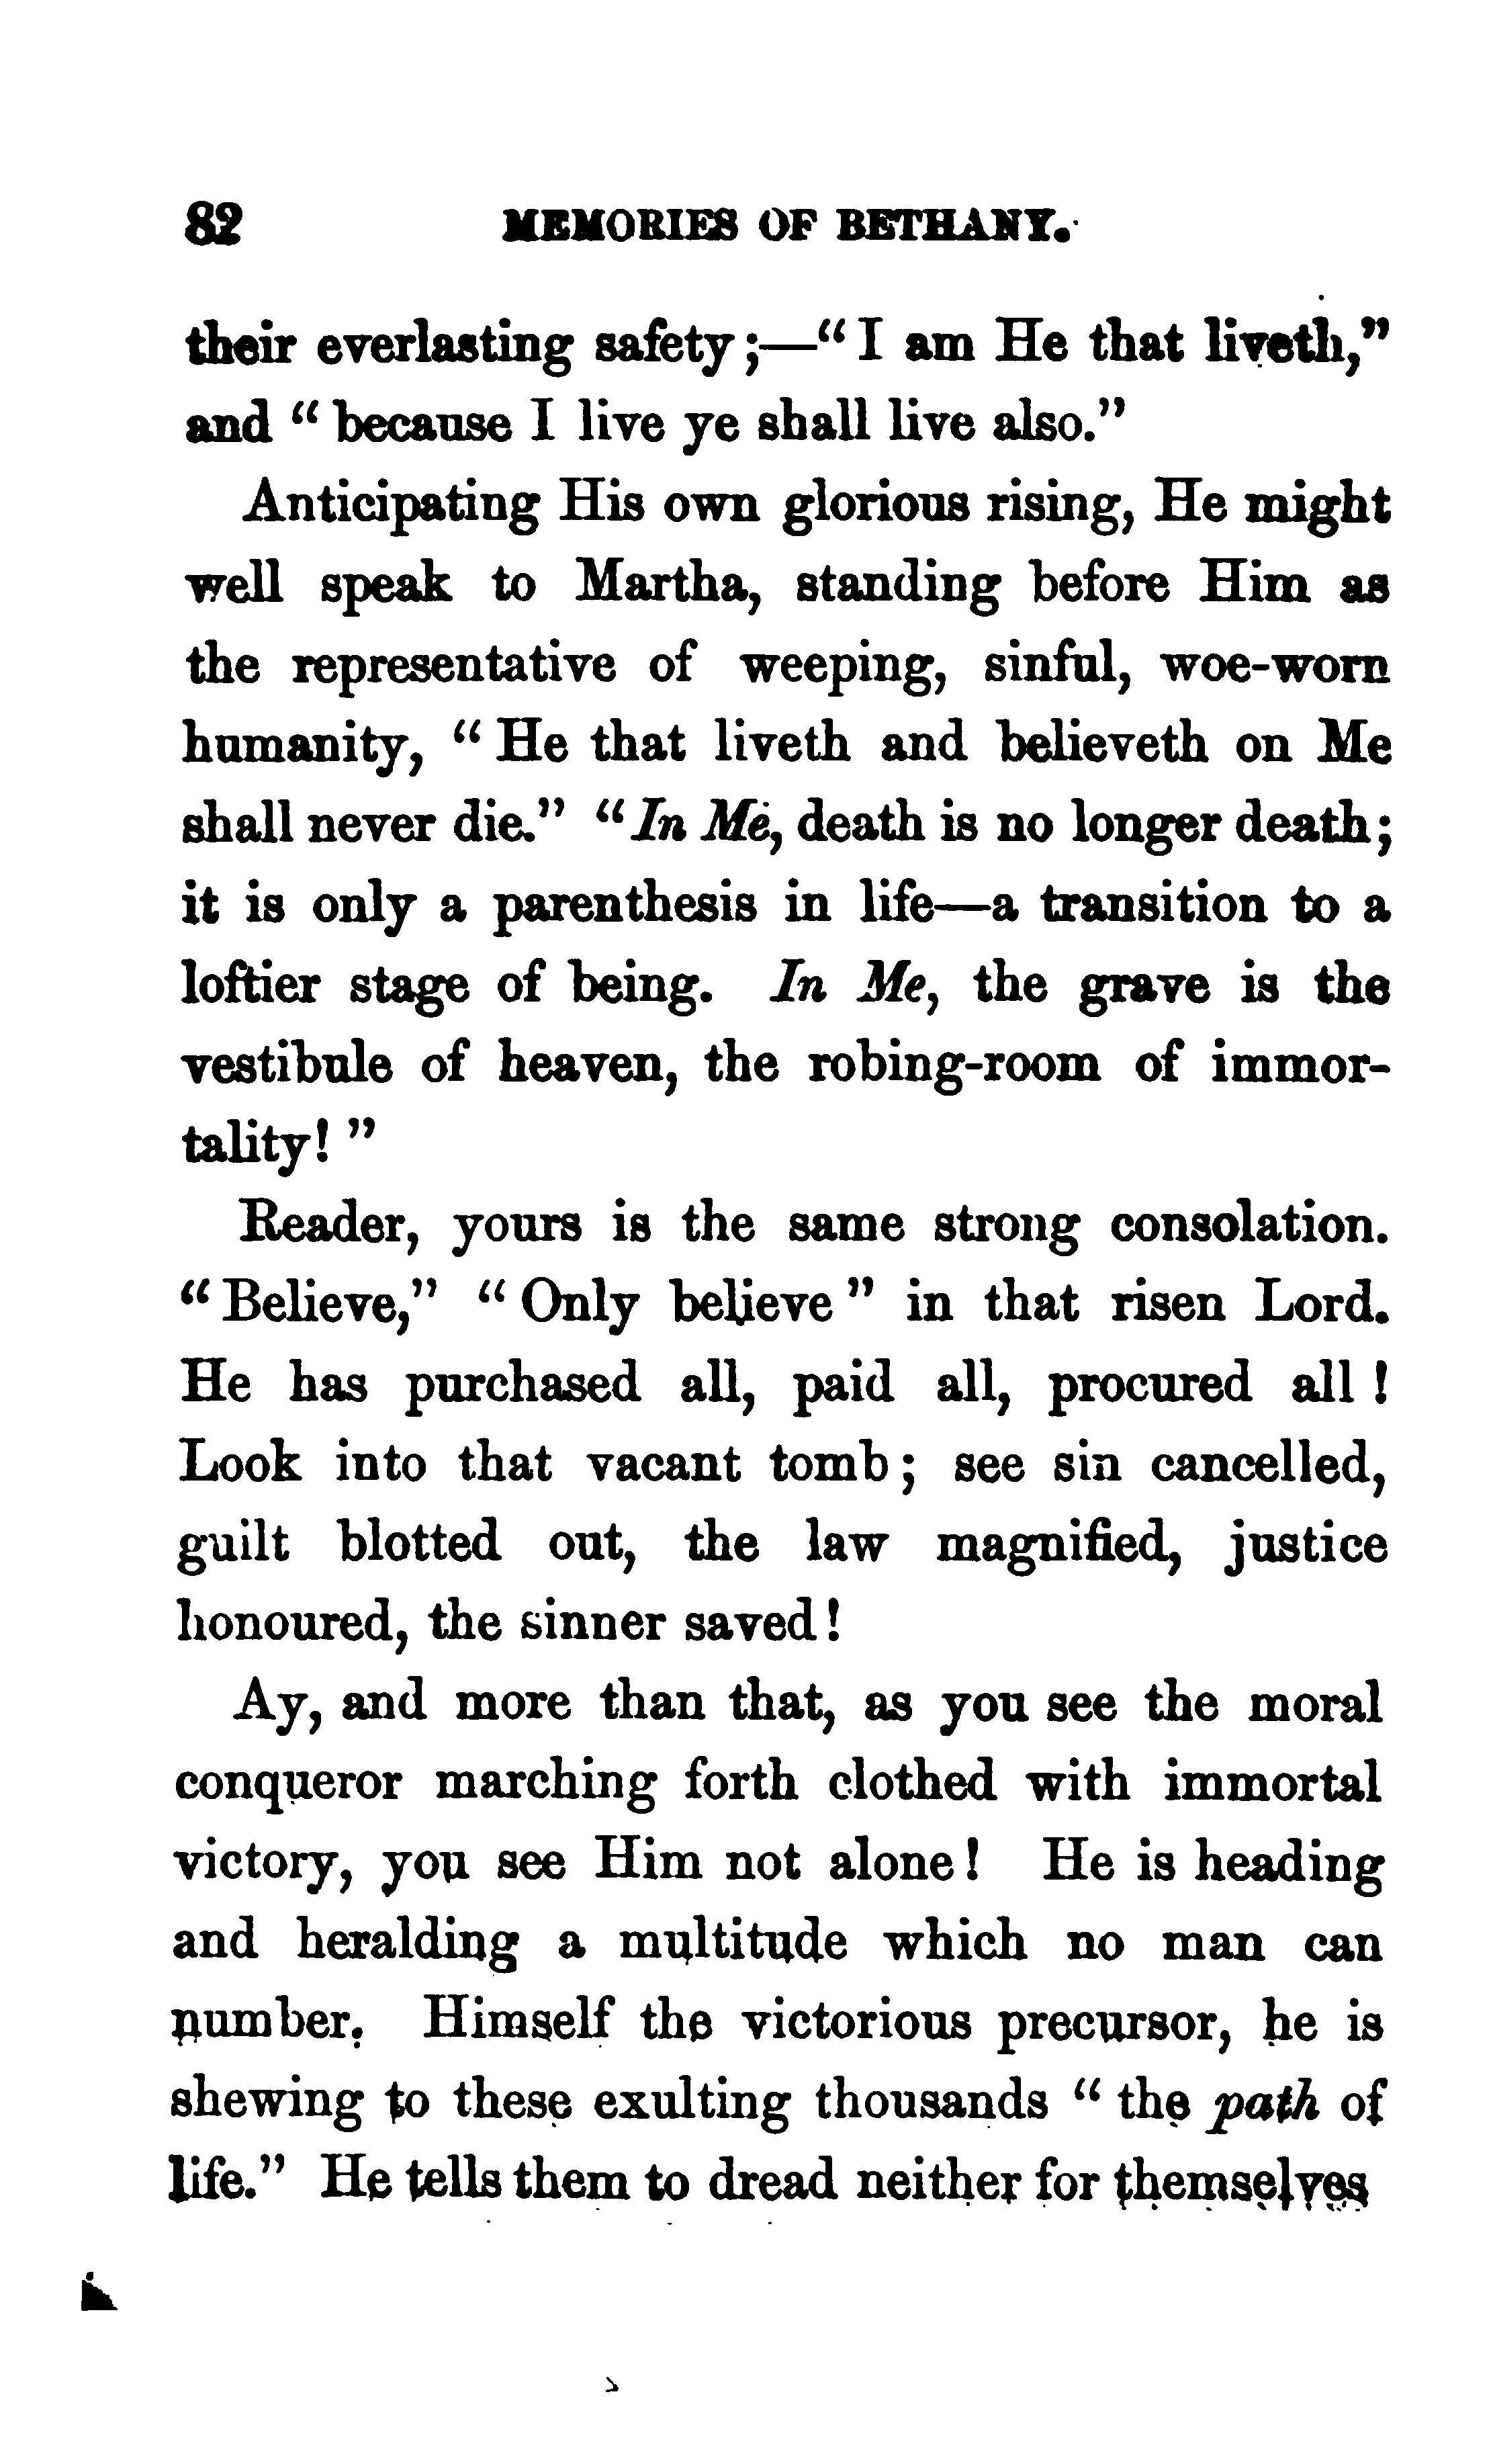 82 MEMORIES OF BETHANY.
their everlasting safety;—“I am He that liveth,”
and “because I live ye shall live also.”
Anticipating His own glorious rising, He might
well speak to Martha, standing before Him as
the representative of weeping, sinful, woe-worn
humanity, “He that liveth and believeth on Me
shall never die.” “In Me, death is no longer death;
it is only a parenthesis in life—a transition to a
loftier stage of being. In Me, the grave is the
vestibule of heaven, the robing-room of immor-
tality!”
Reader, yours is the same strong consolation.
“Believe,” “Only believe” in that risen Lord.
He has purchased all, paid all, procured all!
Look into that vacant tomb; see sin cancelled,
guilt blotted out, the law magnified, justice
honoured, the sinner saved!
Ay, and more than that, as you see the moral
conqueror marching forth clothed with immortal
victory, you see Him not alone! He is heading
and heralding a multitude which no man can
number. Himself the victorious precursor, he is
shewing to these exulting thousands “the path of
life.” He tells them to dread neither for themselves